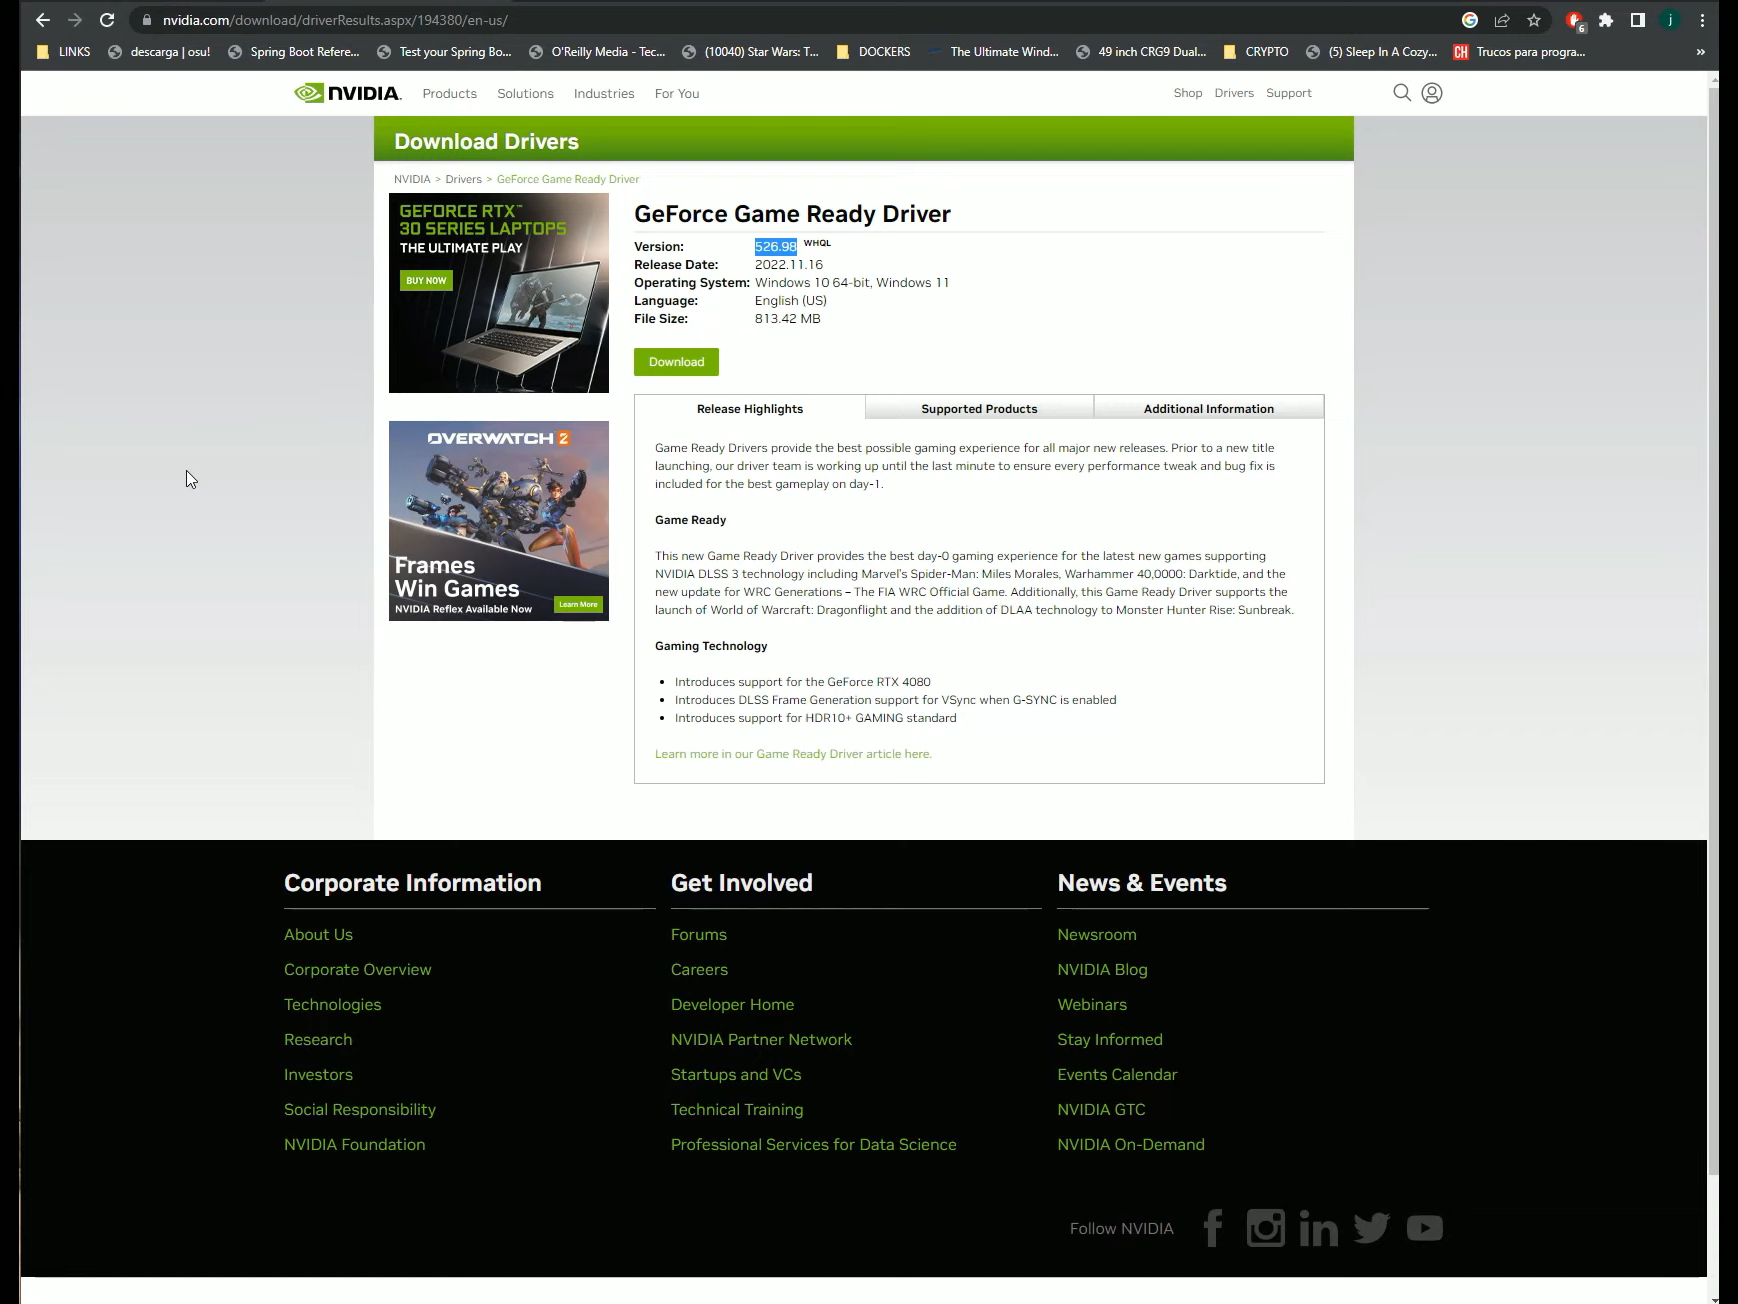 nvidia.com/download/driverResults.aspx/194380/en-us/
6
j
LINKS
descarga | osu!
Spring Boot Refere...
Test your Spring Bo...
O'Reilly Media - Tec...
(10040) Star Wars: T...
DOCKERS
The Ultimate Wind...
49 inch CRG9 Dual...
CRYPTO
(5) Sleep In A Cozy...
CH Trucos para progra...
»
NVIDIA.
Products
Solutions
Industries
For You
Shop
Drivers
Support
Download Drivers
NVIDIA > Drivers > GeForce Game Ready Driver
GEFORCE RTX™
30 SERIES LAPTOPS
THE ULTIMATE PLAY
BUY NOW
OVERWATCH 2
Frames
Win Games
NVIDIA Reflex Available Now
Learn More
GeForce Game Ready Driver
Version: 526.98 WHQL
Release Date: 2022.11.16
Operating System: Windows 10 64-bit, Windows 11
Language: English (US)
File Size: 813.42 MB
Download
Release Highlights
Supported Products
Additional Information
Game Ready Drivers provide the best possible gaming experience for all major new releases. Prior to a new title
launching, our driver team is working up until the last minute to ensure every performance tweak and bug fix is
included for the best gameplay on day-1.
Game Ready
This new Game Ready Driver provides the best day-0 gaming experience for the latest new games supporting
NVIDIA DLSS 3 technology including Marvel's Spider-Man: Miles Morales, Warhammer 40,0000: Darktide, and the
new update for WRC Generations – The FIA WRC Official Game. Additionally, this Game Ready Driver supports the
launch of World of Warcraft: Dragonflight and the addition of DLAA technology to Monster Hunter Rise: Sunbreak.
Gaming Technology
• Introduces support for the GeForce RTX 4080
• Introduces DLSS Frame Generation support for VSync when G-SYNC is enabled
• Introduces support for HDR10+ GAMING standard
Learn more in our Game Ready Driver article here.
Corporate Information
About Us
Corporate Overview
Technologies
Research
Investors
Social Responsibility
NVIDIA Foundation
Get Involved
Forums
Careers
Developer Home
NVIDIA Partner Network
Startups and VCs
Technical Training
Professional Services for Data Science
News & Events
Newsroom
NVIDIA Blog
Webinars
Stay Informed
Events Calendar
NVIDIA GTC
NVIDIA On-Demand
Follow NVIDIA